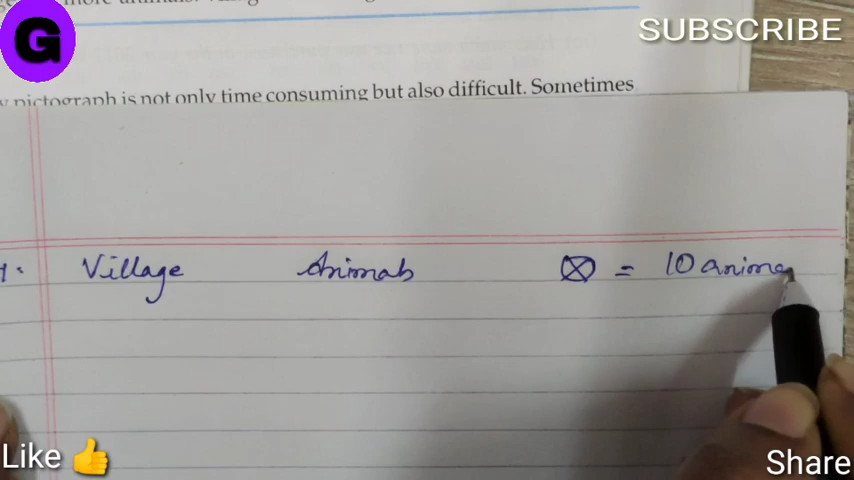 G
SUBSCRIBE
pictograph is not only time consuming but also difficult. Sometimes
Village Animals ⊗ = 10 anima
Like 👍
Share